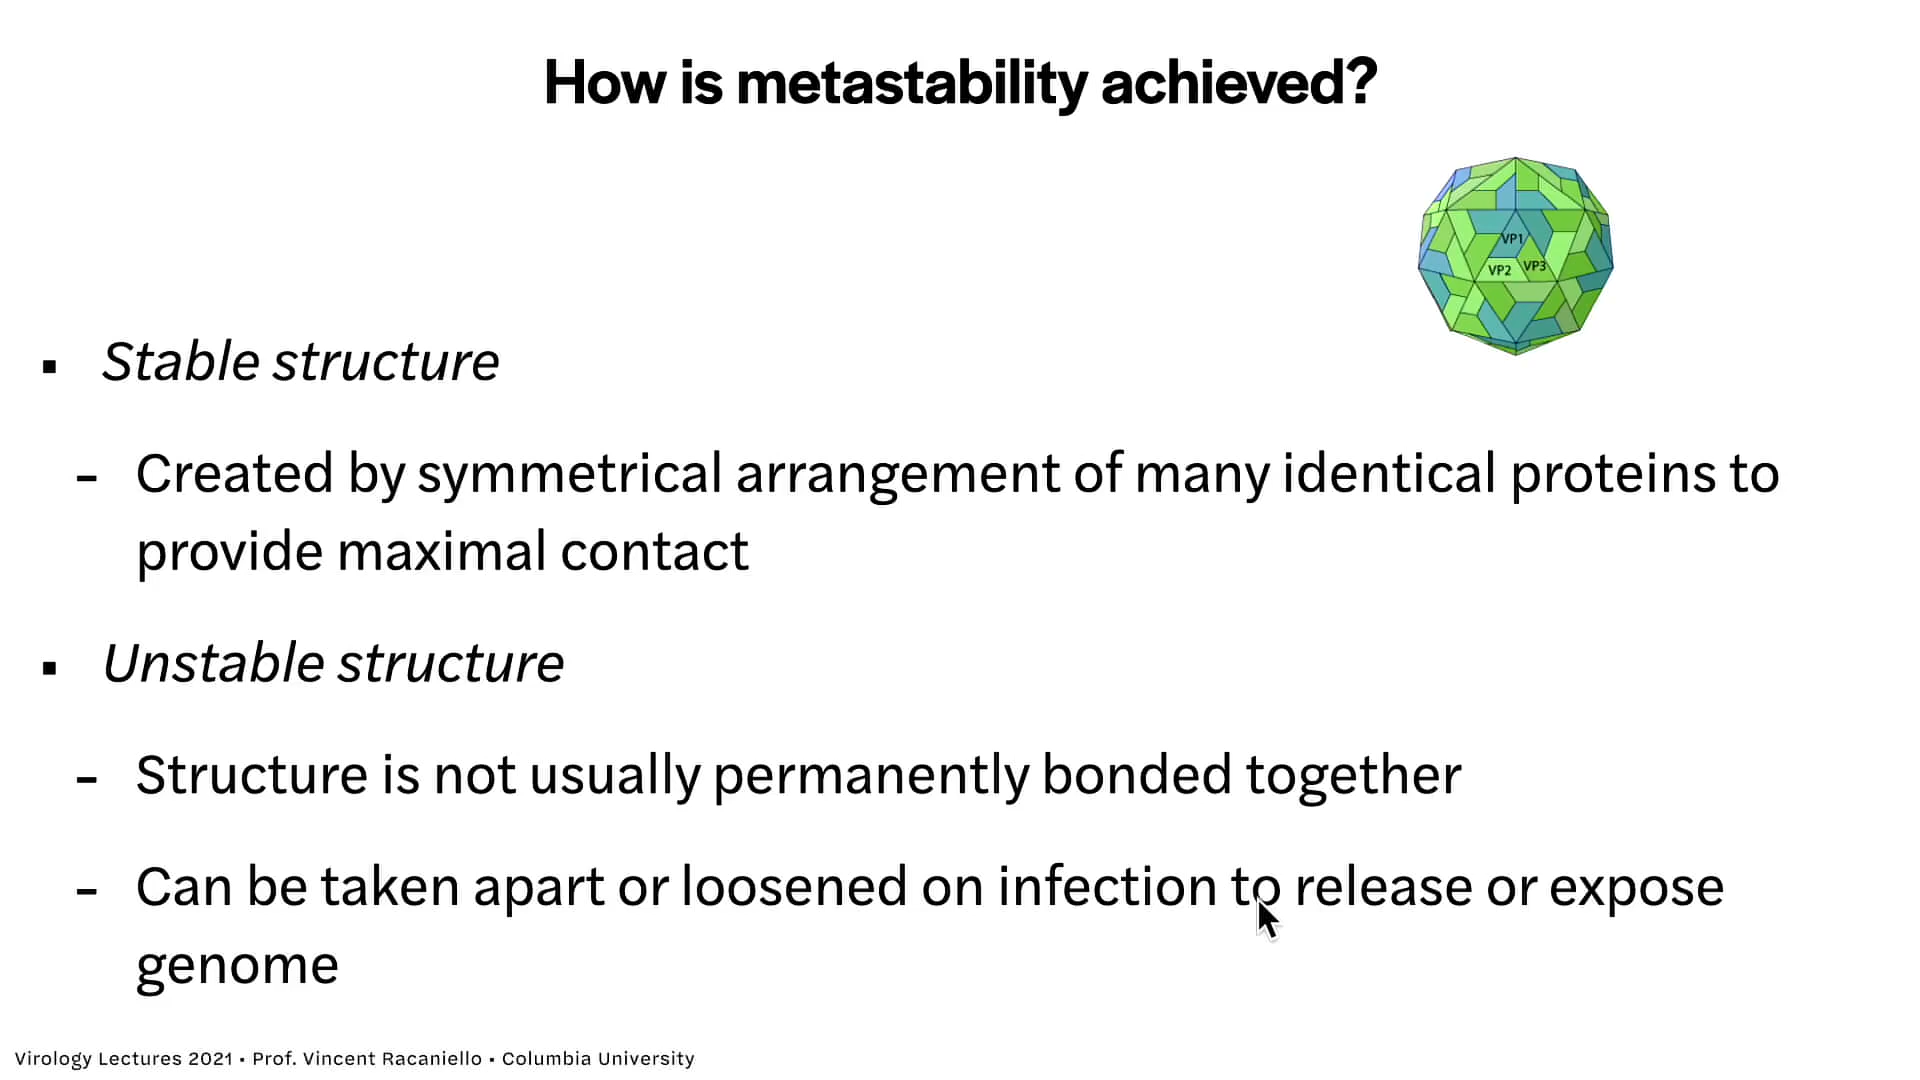 How is metastability achieved?
VP1
VP2 VP3
▪ Stable structure
- Created by symmetrical arrangement of many identical proteins to
provide maximal contact
▪ Unstable structure
- Structure is not usually permanently bonded together
- Can be taken apart or loosened on infection to release or expose
genome
Virology Lectures 2021 • Prof. Vincent Racaniello • Columbia University